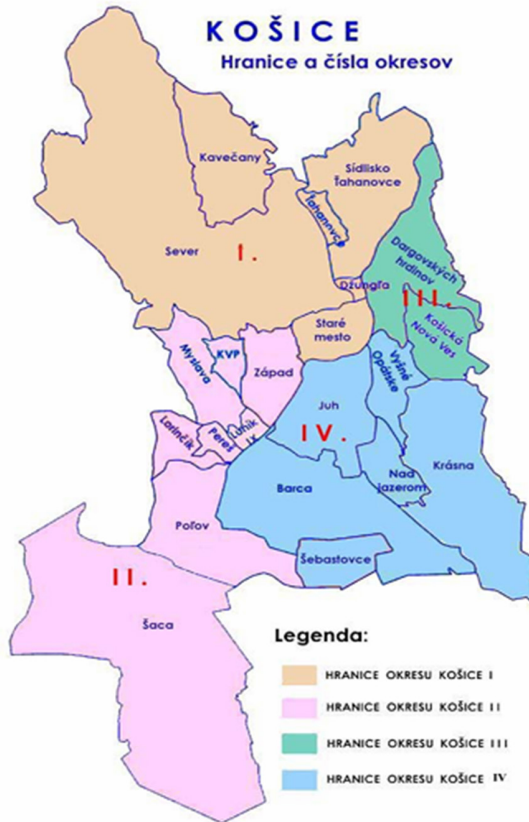 KOŠICE
Hranice a čísla okresov
Kavečany
Sídlisko
Ťahanovce
Ťahanovce
Sever
I.
Dargovských
hrdinov
Džungľa
III.
Košická
Nová Ves
Staré
mesto
Myslava
KVP
Západ
Vyšné
Opátske
Juh
IV.
Lorinčík
Pereš
Luník
IX
Krásna
Nad
jazerom
Barca
Poľov
Šebastovce
II.
Šaca
Legenda:
HRANICE OKRESU KOŠICE I
HRANICE OKRESU KOŠICE II
HRANICE OKRESU KOŠICE III
HRANICE OKRESU KOŠICE IV